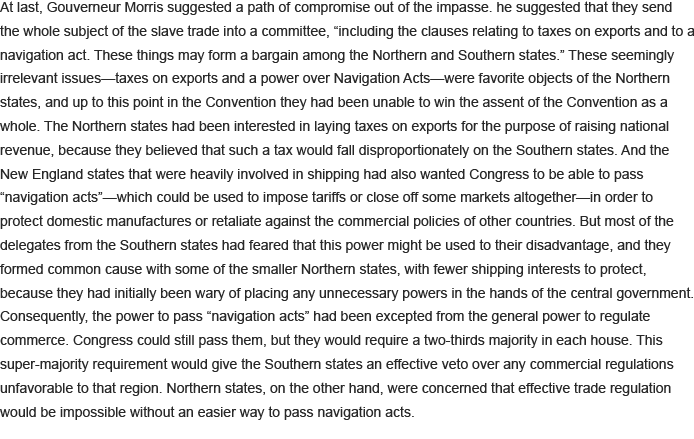 At last, Gouverneur Morris suggested a path of compromise out of the impasse. he suggested that they send
the whole subject of the slave trade into a committee, “including the clauses relating to taxes on exports and to a
navigation act. These things may form a bargain among the Northern and Southern states.” These seemingly
irrelevant issues—taxes on exports and a power over Navigation Acts—were favorite objects of the Northern
states, and up to this point in the Convention they had been unable to win the assent of the Convention as a
whole. The Northern states had been interested in laying taxes on exports for the purpose of raising national
revenue, because they believed that such a tax would fall disproportionately on the Southern states. And the
New England states that were heavily involved in shipping had also wanted Congress to be able to pass
“navigation acts”—which could be used to impose tariffs or close off some markets altogether—in order to
protect domestic manufactures or retaliate against the commercial policies of other countries. But most of the
delegates from the Southern states had feared that this power might be used to their disadvantage, and they
formed common cause with some of the smaller Northern states, with fewer shipping interests to protect,
because they had initially been wary of placing any unnecessary powers in the hands of the central government.
Consequently, the power to pass “navigation acts” had been excepted from the general power to regulate
commerce. Congress could still pass them, but they would require a two-thirds majority in each house. This
super-majority requirement would give the Southern states an effective veto over any commercial regulations
unfavorable to that region. Northern states, on the other hand, were concerned that effective trade regulation
would be impossible without an easier way to pass navigation acts.